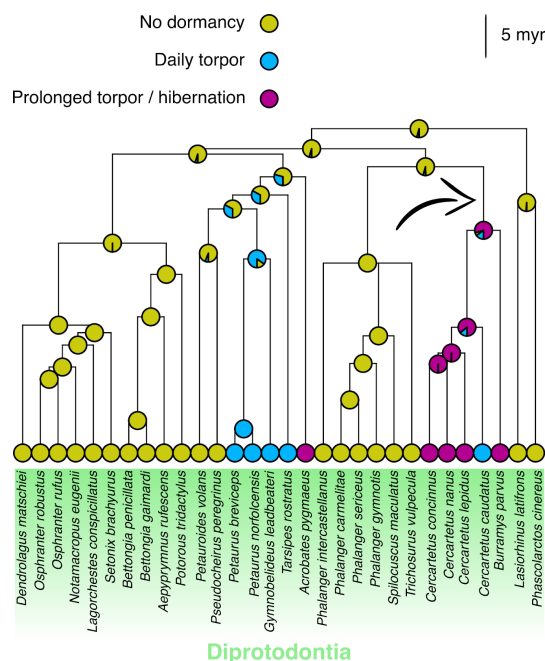 No dormancy
5 myr
Daily torpor
Prolonged torpor / hibernation
Dendrolagus matschiei
Osphranter robustus
Osphranter rufus
Notamacropus eugenii
Lagorchestes conspicillatus
Setonix brachyurus
Bettongia penicillata
Bettongia gaimardi
Aepyprymnus rufescens
Potorous tridactylus
Petauroides volans
Pseudocheirus peregrinus
Petaurus breviceps
Petaurus norfolcensis
Gymnobelideus leadbeateri
Tarsipes rostratus
Acrobates pygmaeus
Phalanger intercastellanus
Phalanger carmelitae
Phalanger sericeus
Phalanger gymnotis
Spilocuscus maculatus
Trichosurus vulpecula
Cercartetus concinnus
Cercartetus nanus
Cercartetus lepidus
Cercartetus caudatus
Burramys parvus
Lasiorhinus latifrons
Phascolarctos cinereus
Diprotodontia